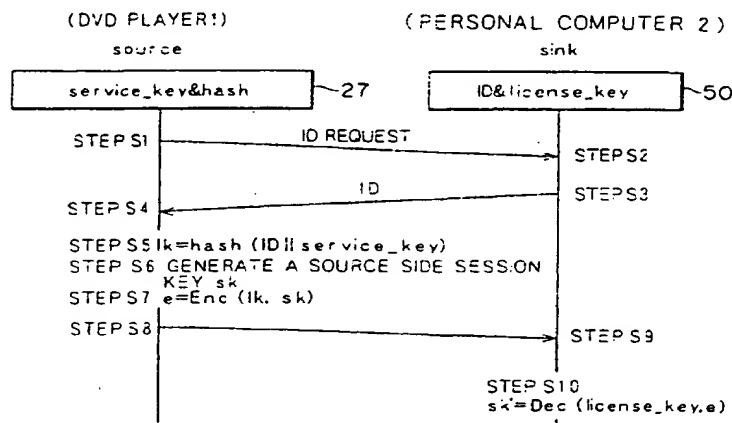 (DVD PLAYER1) (PERSONAL COMPUTER 2)
source sink
service_key&hash 27 ID&license_key 50
STEP S1 ID REQUEST STEP S2
ID STEP S3
STEP S4
STEP S5 lk=hash (ID||service_key)
STEP S6 GENERATE A SOURCE SIDE SESSION
KEY sk
STEP S7 e=Enc (lk, sk)
STEP S8 STEP S9
STEP S10
sk'=Dec (license_key.e)